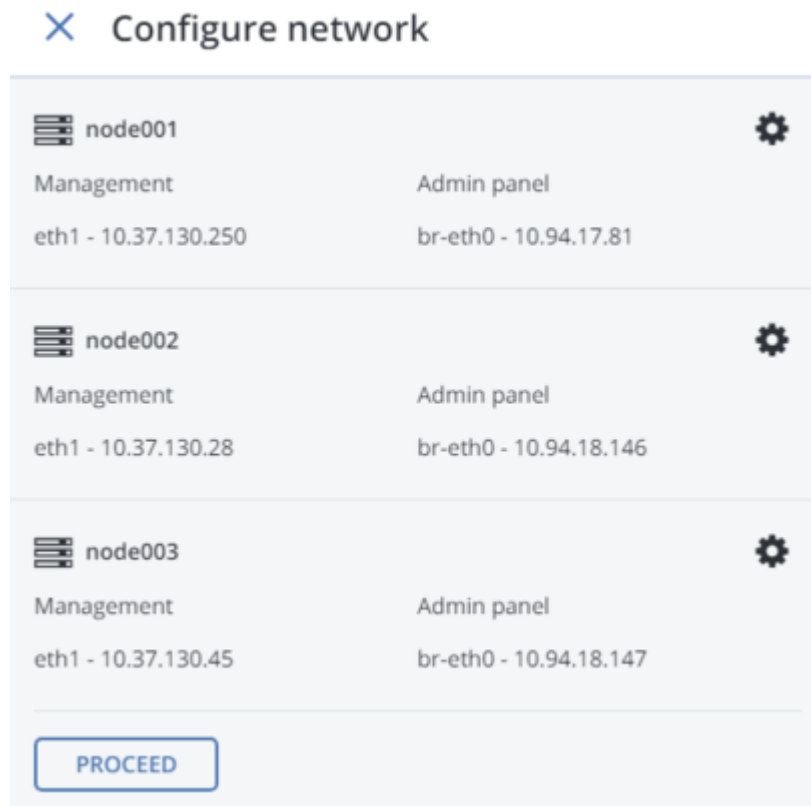 Configure network
node001
Management Admin panel
eth1 - 10.37.130.250 br-eth0 - 10.94.17.81
node002
Management Admin panel
eth1 - 10.37.130.28 br-eth0 - 10.94.18.146
node003
Management Admin panel
eth1 - 10.37.130.45 br-eth0 - 10.94.18.147
PROCEED